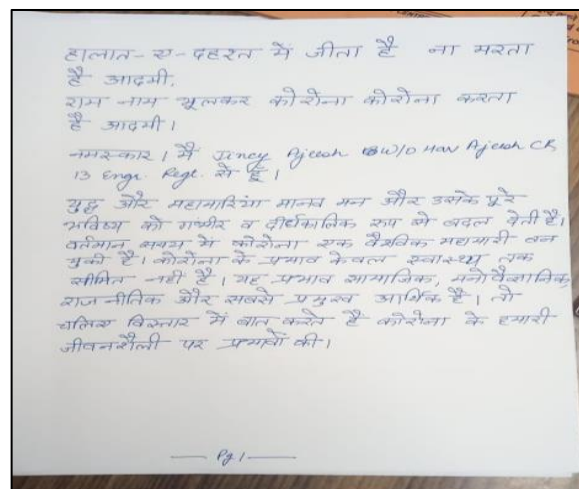 हालात-ए-दहशत में जीता है ना मरता
है आदमी,
राम नाम भूलकर कोरोना कोरोना करता
है आदमी।
नमस्कार। मैं Jincy Ajeesh W/O HAV Ajeesh CR,
13 Engr. Regt. से हूँ।
युद्ध और महामारियां मानव मन और उसके पूरे
भविष्य को गम्भीर व दीर्घकालिक रूप से बदल देती है।
वर्तमान समय में कोरोना एक वैश्विक महामारी बन
चुकी है। कोरोना के प्रभाव केवल स्वास्थ्य तक
सीमित नहीं है। यह प्रभाव सामाजिक, मनोवैज्ञानिक,
राजनीतिक और सबसे प्रमुख आर्थिक है। तो
चलिए विस्तार में बात करते है कोरोना के हमारी
जीवनशैली पर प्रभावों की।
Pg 1